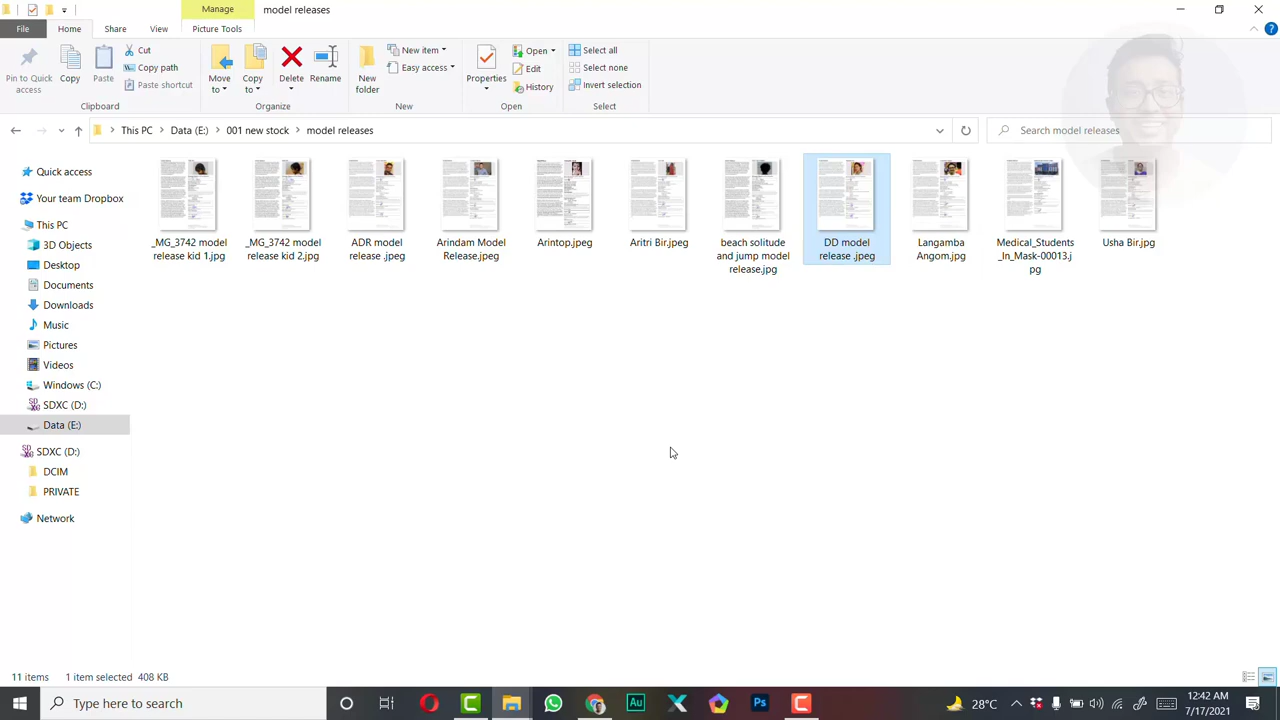 Manage
model releases
File
Home
Share
View
Picture Tools
Pin to Quick
access
Copy
Paste
Cut
Copy path
Paste shortcut
Clipboard
Move
to
Copy
to
Delete
Rename
Organize
New
folder
New item
Easy access
New
Properties
Open
Edit
History
Open
Select all
Select none
Invert selection
Select
This PC
Data (E:)
001 new stock
model releases
Search model releases
Quick access
Your team Dropbox
This PC
3D Objects
Desktop
Documents
Downloads
Music
Pictures
Videos
Windows (C:)
SDXC (D:)
Data (E:)
SDXC (D:)
DCIM
PRIVATE
Network
_MG_3742 model
release kid 1.jpg
_MG_3742 model
release kid 2.jpg
ADR model
release .jpeg
Arindam Model
Release.jpeg
Arintop.jpeg
Aritri Bir.jpeg
beach solitude
and jump model
release.jpg
DD model
release .jpeg
Langamba
Angom.jpg
Medical_Students
_In_Mask-00013.j
pg
Usha Bir.jpg
11 items
1 item selected 408 KB
Type here to search
Au
Ps
28°C
12:42 AM
7/17/2021